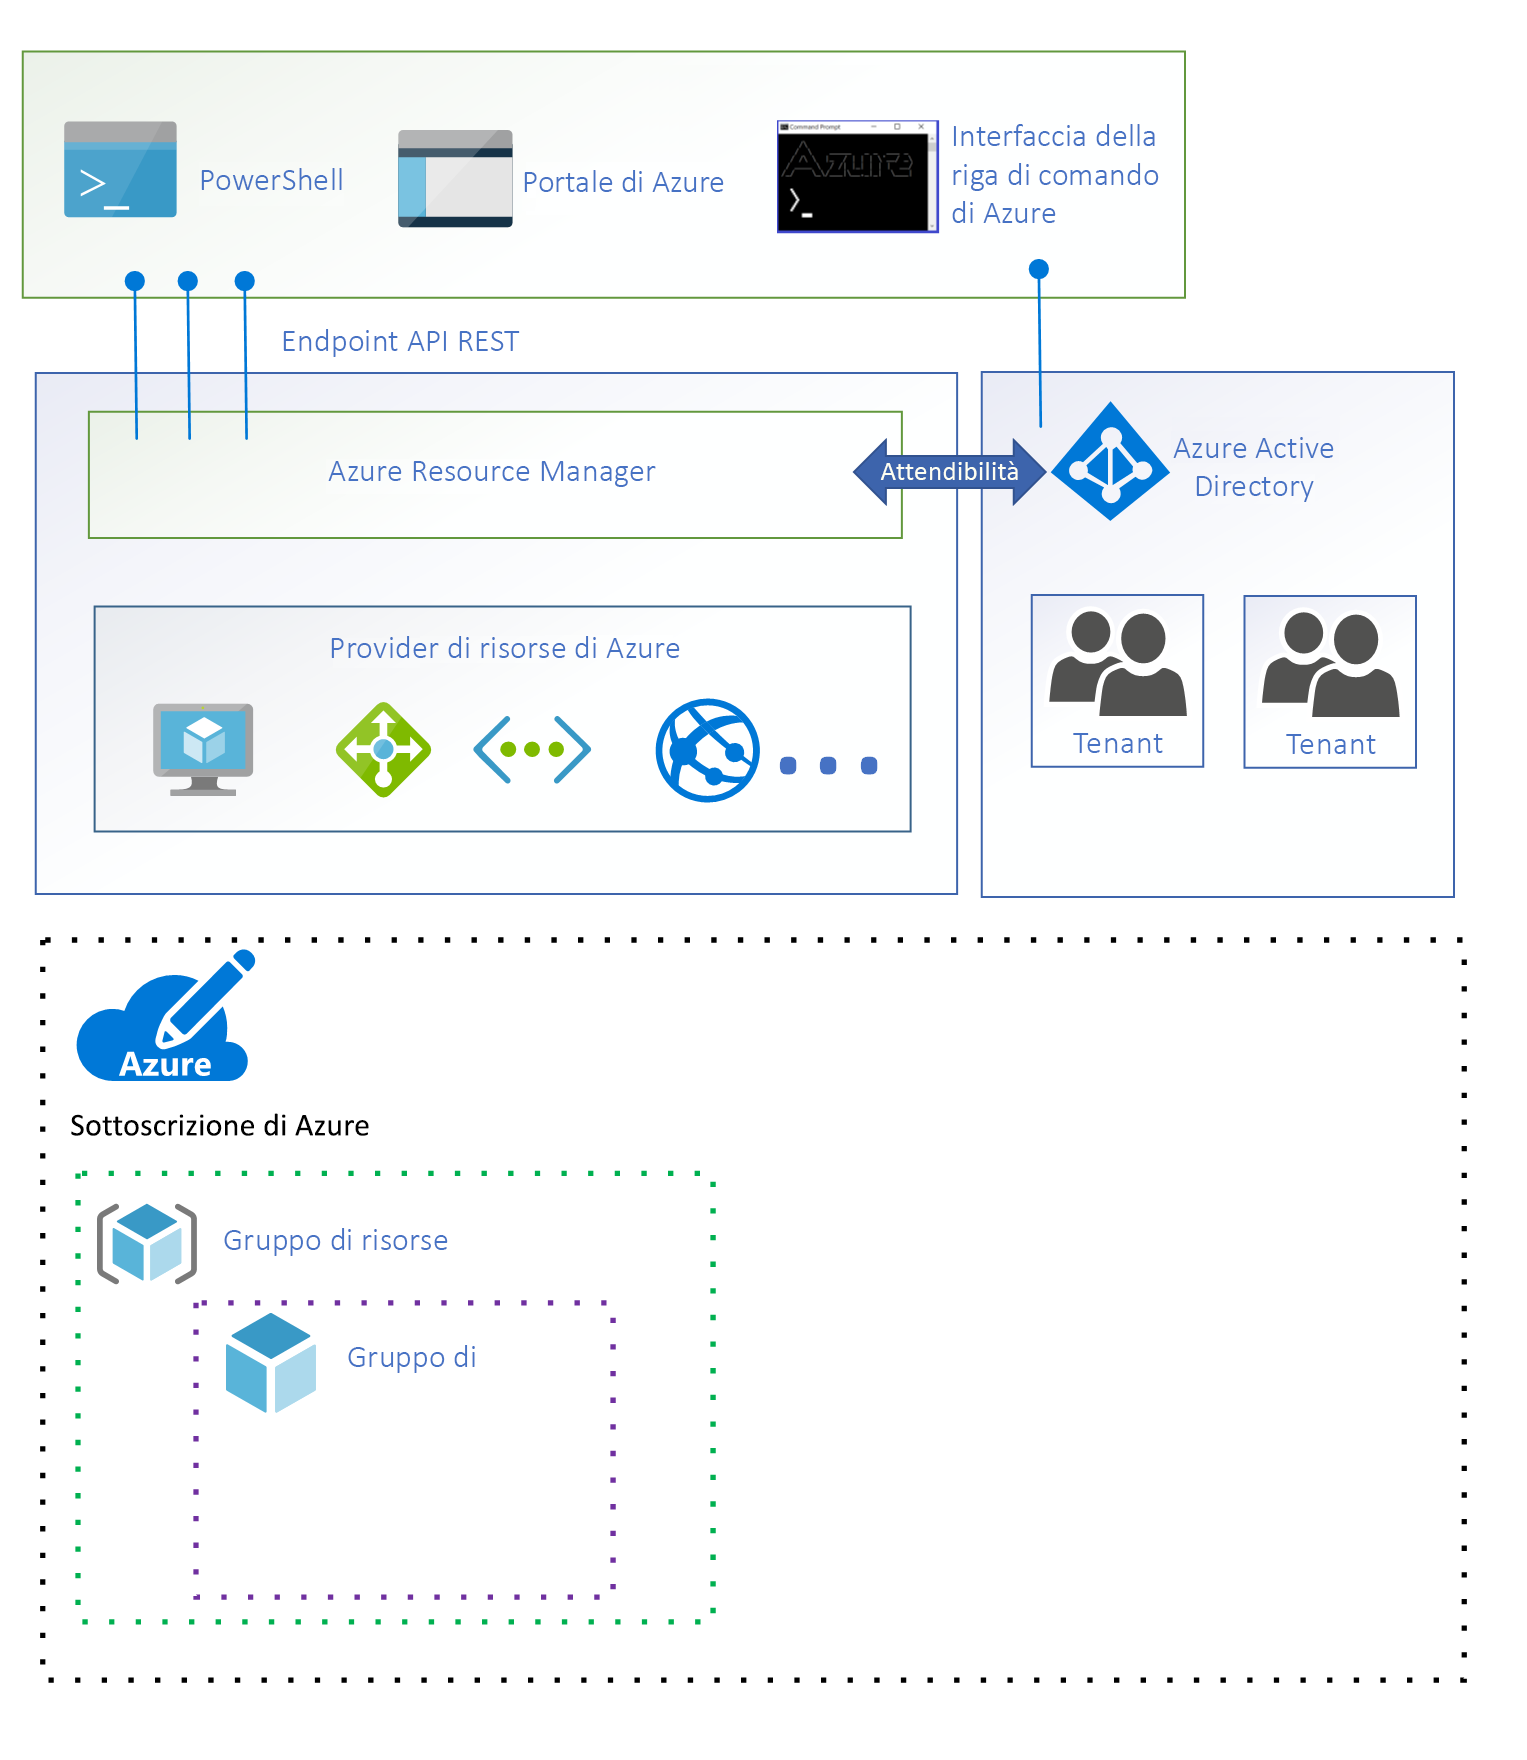 PowerShell
Portale di Azure
Command Prompt
Azure
Interfaccia della
riga di comando
di Azure
Endpoint API REST
Azure Resource Manager
Attendibilità
Azure Active
Directory
Provider di risorse di Azure
Tenant
Tenant
Azure
Sottoscrizione di Azure
Gruppo di risorse
Gruppo di